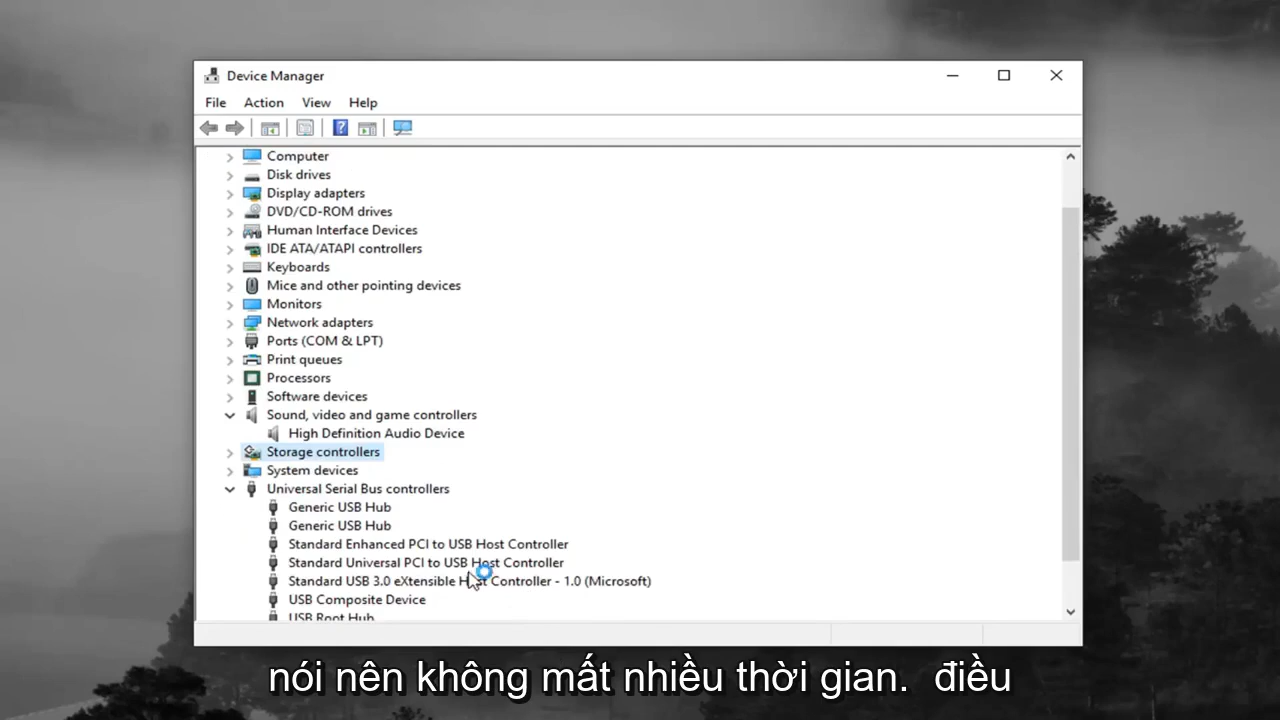 Device Manager
File Action View Help
Computer
Disk drives
Display adapters
DVD/CD-ROM drives
Human Interface Devices
IDE ATA/ATAPI controllers
Keyboards
Mice and other pointing devices
Monitors
Network adapters
Ports (COM & LPT)
Print queues
Processors
Software devices
Sound, video and game controllers
High Definition Audio Device
Storage controllers
System devices
Universal Serial Bus controllers
Generic USB Hub
Generic USB Hub
Standard Enhanced PCI to USB Host Controller
Standard Universal PCI to USB Host Controller
Standard USB 3.0 eXtensible Host Controller - 1.0 (Microsoft)
USB Composite Device
USB Root Hub
nói nên không mất nhiều thời gian. điều